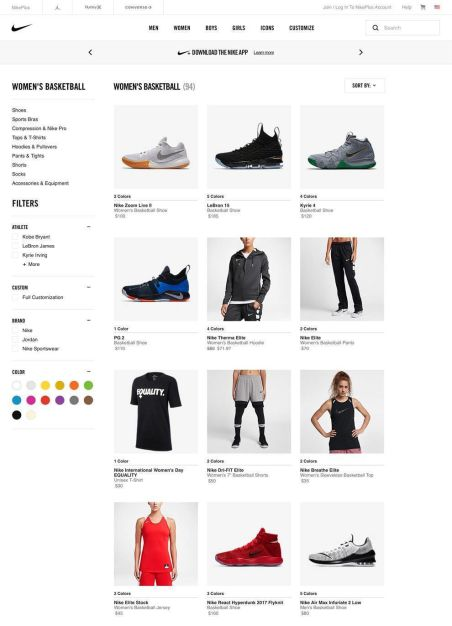 NikePlus
HURLEY
CONVERSE
Join / Log In To NikePlus Account
Help
MEN
WOMEN
BOYS
GIRLS
ICONS
CUSTOMIZE
Search
DOWNLOAD THE NIKE APP
Learn more
WOMEN'S BASKETBALL
Shoes
Sports Bras
Compression & Nike Pro
Tops & T-Shirts
Hoodies & Pullovers
Pants & Tights
Shorts
Socks
Accessories & Equipment
FILTERS
ATHLETE
Kobe Bryant
LeBron James
Kyrie Irving
+ More
CUSTOM
Full Customization
BRAND
Nike
Jordan
Nike Sportswear
COLOR
WOMEN'S BASKETBALL (94)
SORT BY:
2 Colors
Nike Zoom Live II
Women's Basketball Shoe
$100
5 Colors
LeBron 15
Basketball Shoe
$185
4 Colors
Kyrie 4
Basketball Shoe
$120
1 Color
PG 2
Basketball Shoe
$110
4 Colors
Nike Therma Elite
Women's Basketball Hoodie
$71.97
2 Colors
Nike Elite
Women's Basketball Pants
$70
EQUALITY.
1 Color
Nike International Women's Day
EQUALITY
Unisex T-Shirt
$30
2 Colors
Nike Dri-FIT Elite
Women's 7" Basketball Shorts
$50
2 Colors
Nike Breathe Elite
Women's Sleeveless Basketball Top
$35
3 Colors
Nike Elite Stock
Women's Basketball Jersey
$45
Nike React Hyperdunk 2017 Flyknit
Basketball Shoe
Nike Air Max Infuriate 2 Low
Men's Basketball Shoe
$80